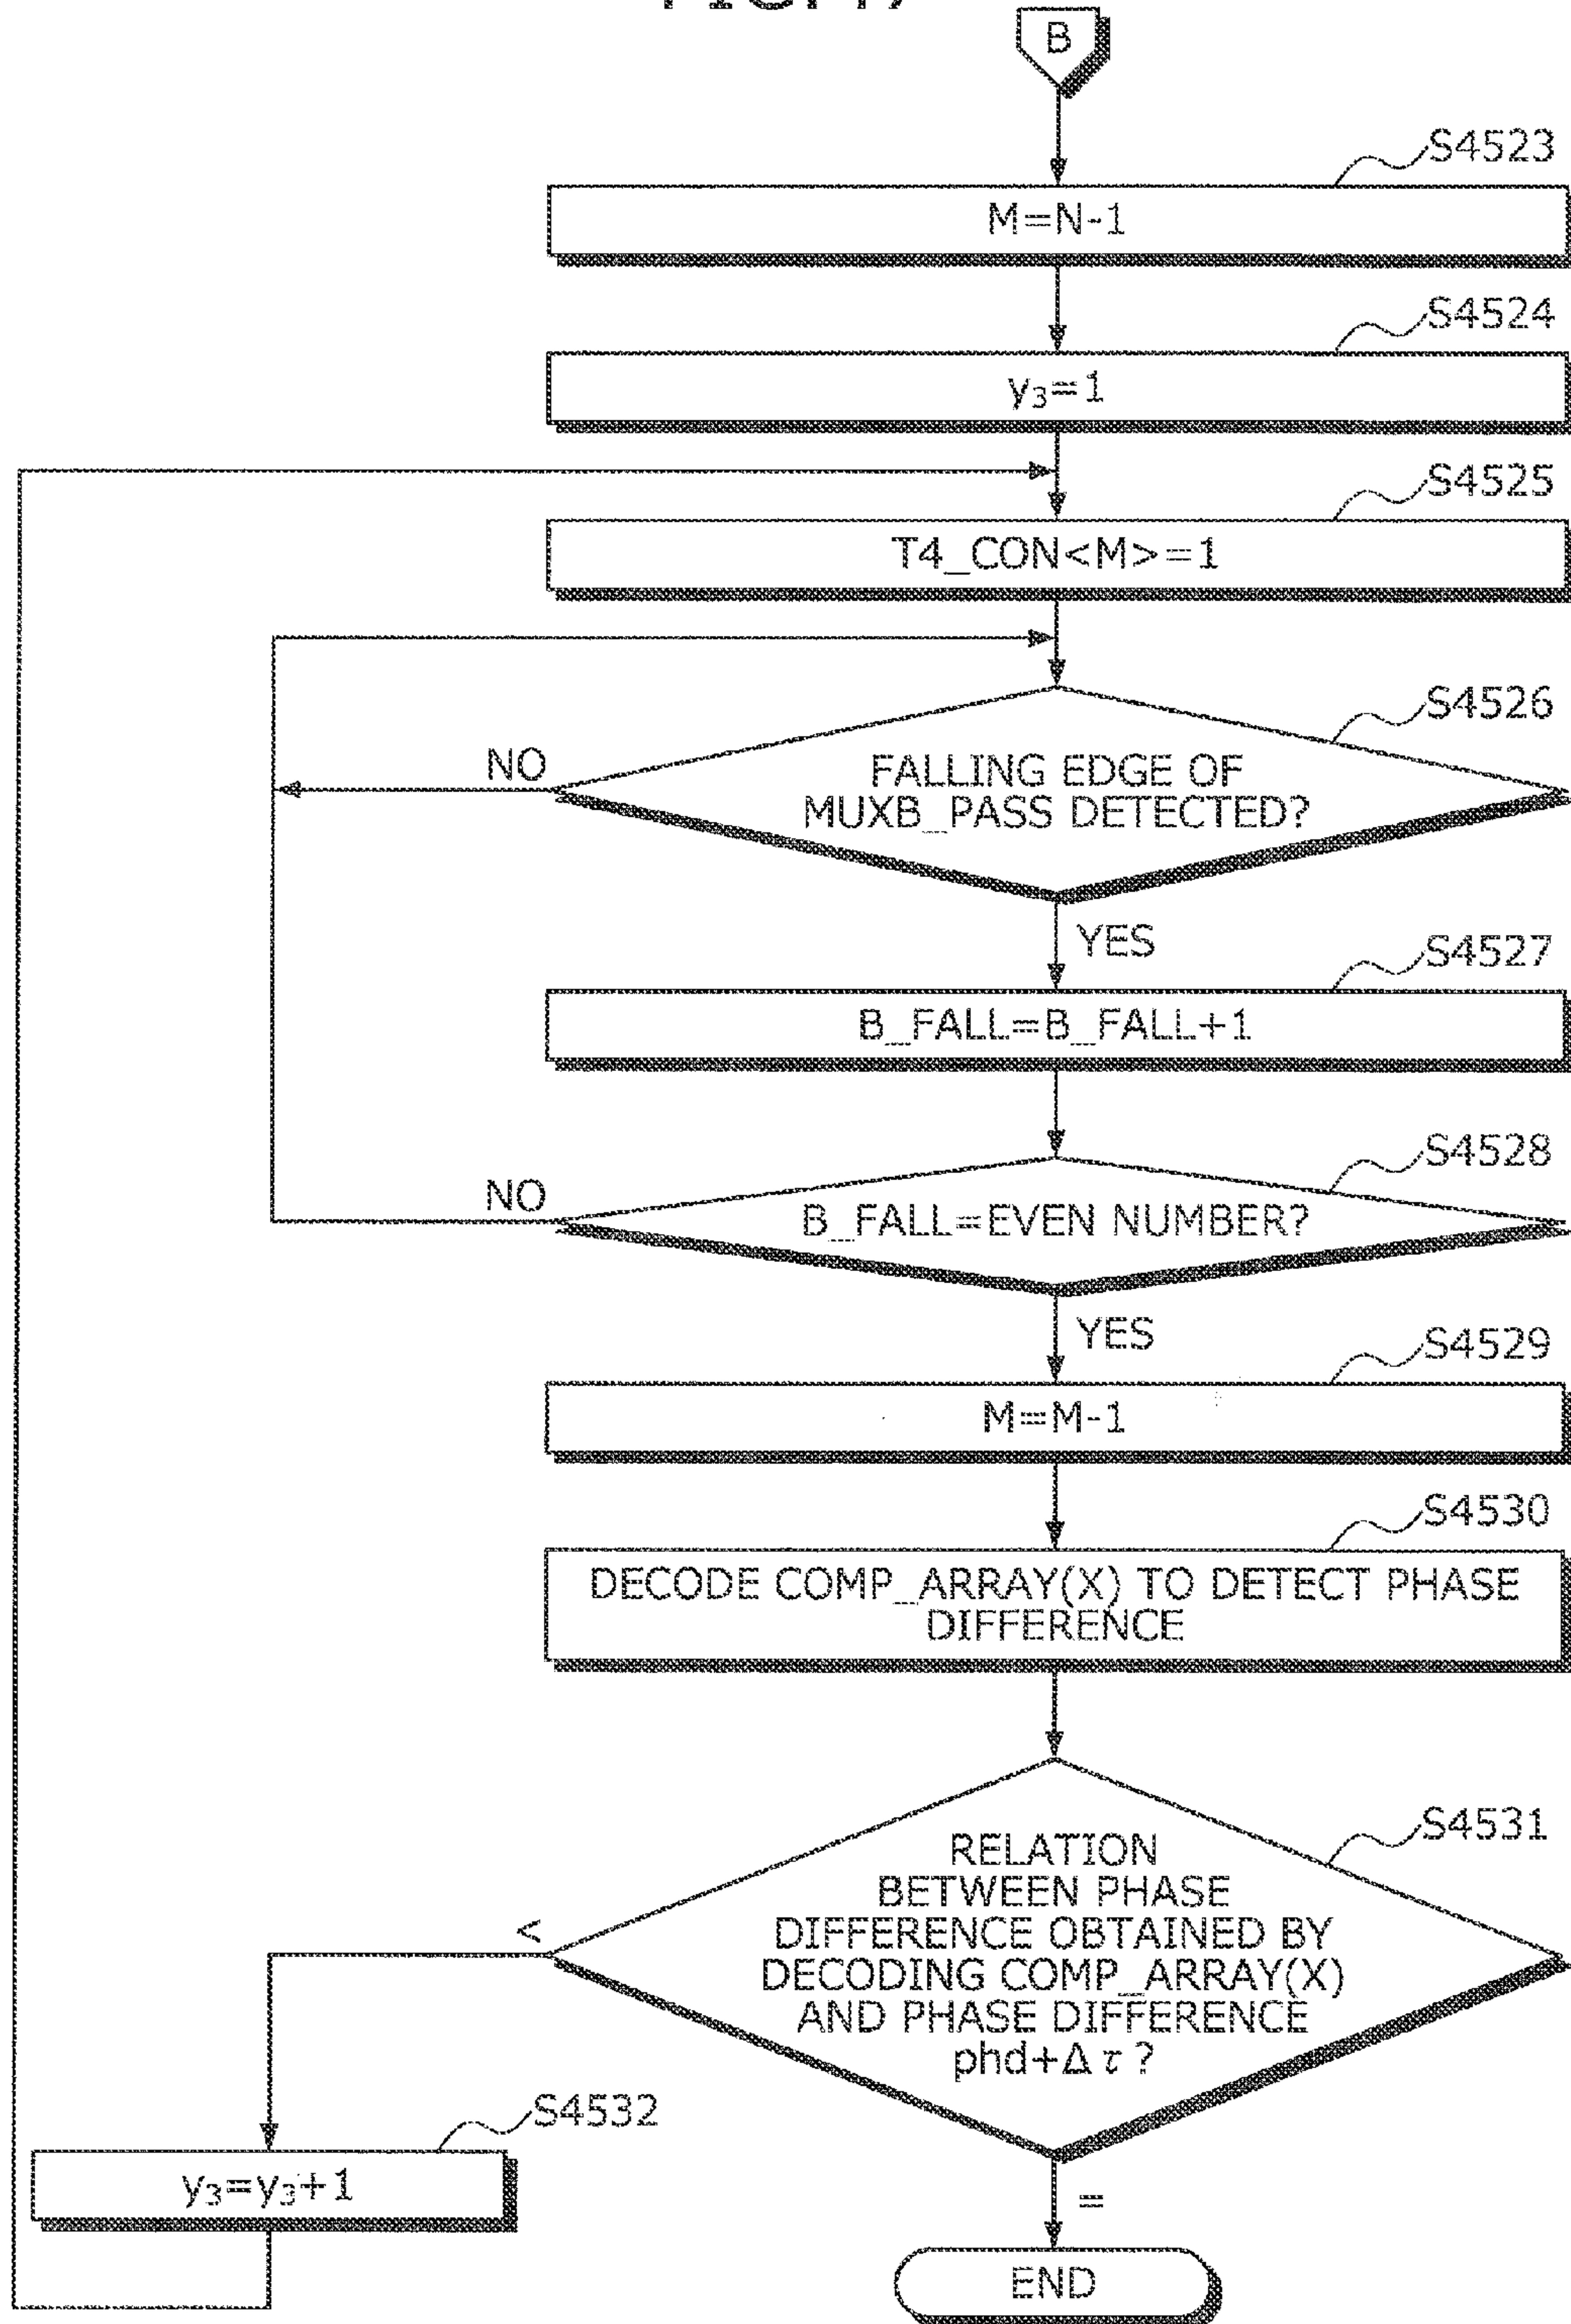 B
S4523
M=N-1
S4524
y₃=1
S4525
T4_CON<M>=1
S4526
NO
FALLING EDGE OF
MUXB_PASS DETECTED?
YES
S4527
B_FALL=B_FALL+1
S4528
NO
B_FALL=EVEN NUMBER?
YES
S4529
M=M-1
S4530
DECODE COMP_ARRAY(X) TO DETECT PHASE
DIFFERENCE
S4531
RELATION
BETWEEN PHASE
DIFFERENCE OBTAINED BY
DECODING COMP_ARRAY(X)
AND PHASE DIFFERENCE
phd+Δτ?
<
S4532
y₃=y₃+1
=
END